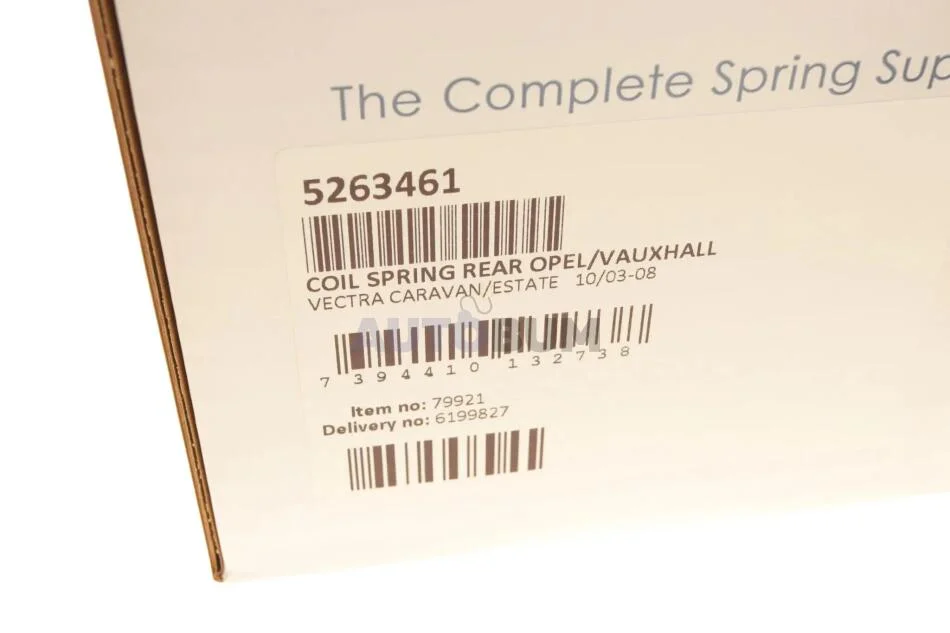 The Complete Spring Sup
5263461
COIL SPRING REAR OPEL/VAUXHALL
VECTRA CARAVAN/ESTATE 10/03-08
AUTOBUM
7 394410 132738
Item no: 79921
Delivery no: 6199827